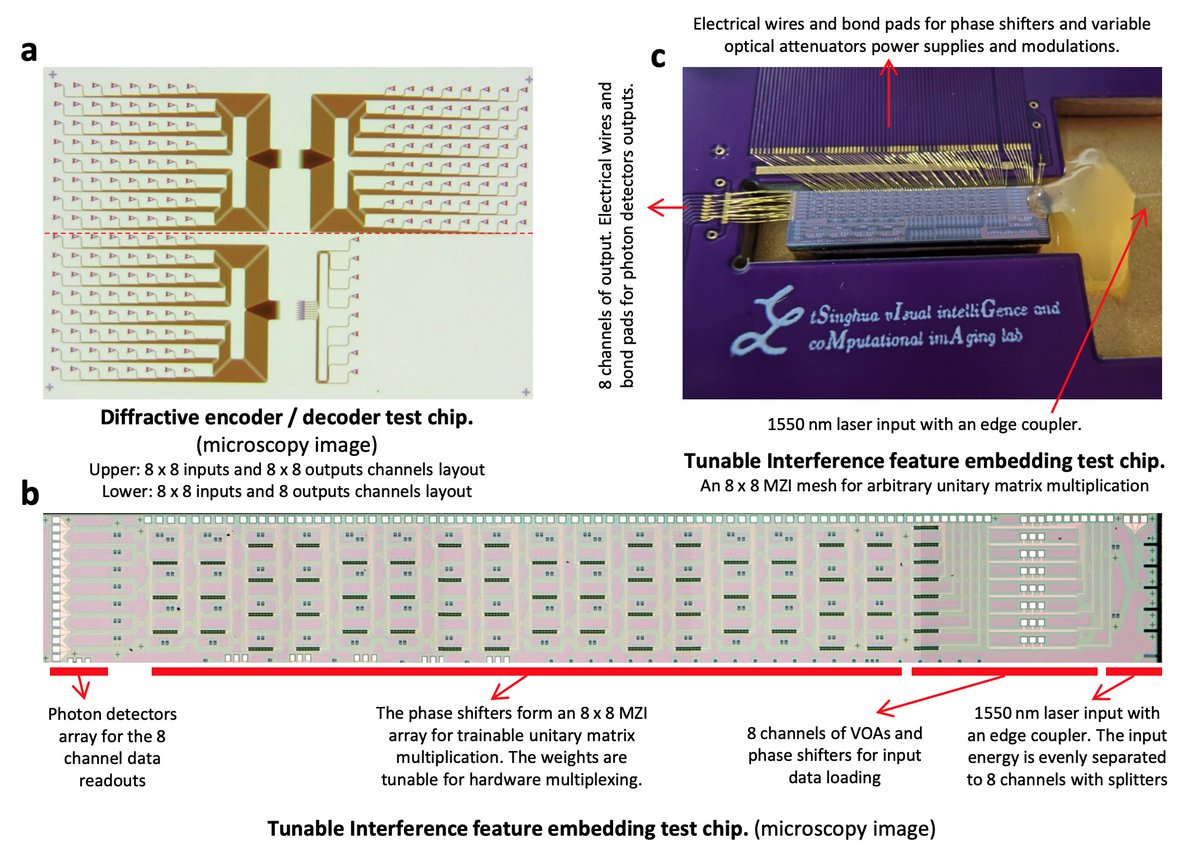 a
Diffractive encoder / decoder test chip.
(microscopy image)
Upper: 8 x 8 inputs and 8 x 8 outputs channels layout
Lower: 8 x 8 inputs and 8 outputs channels layout
Electrical wires and bond pads for phase shifters and variable
optical attenuators power supplies and modulations.
c
8 channels of output. Electrical wires and
bond pads for photon detectors outputs.
tSinghua vIsual intelliGence and
coMputational imAging lab
1550 nm laser input with an edge coupler.
Tunable Interference feature embedding test chip.
An 8 x 8 MZI mesh for arbitrary unitary matrix multiplication
b
Photon detectors
array for the 8
channel data
readouts
The phase shifters form an 8 x 8 MZI
array for trainable unitary matrix
multiplication. The weights are
tunable for hardware multiplexing.
8 channels of VOAs and
phase shifters for input
data loading
1550 nm laser input with
an edge coupler. The input
energy is evenly separated
to 8 channels with splitters
Tunable Interference feature embedding test chip. (microscopy image)